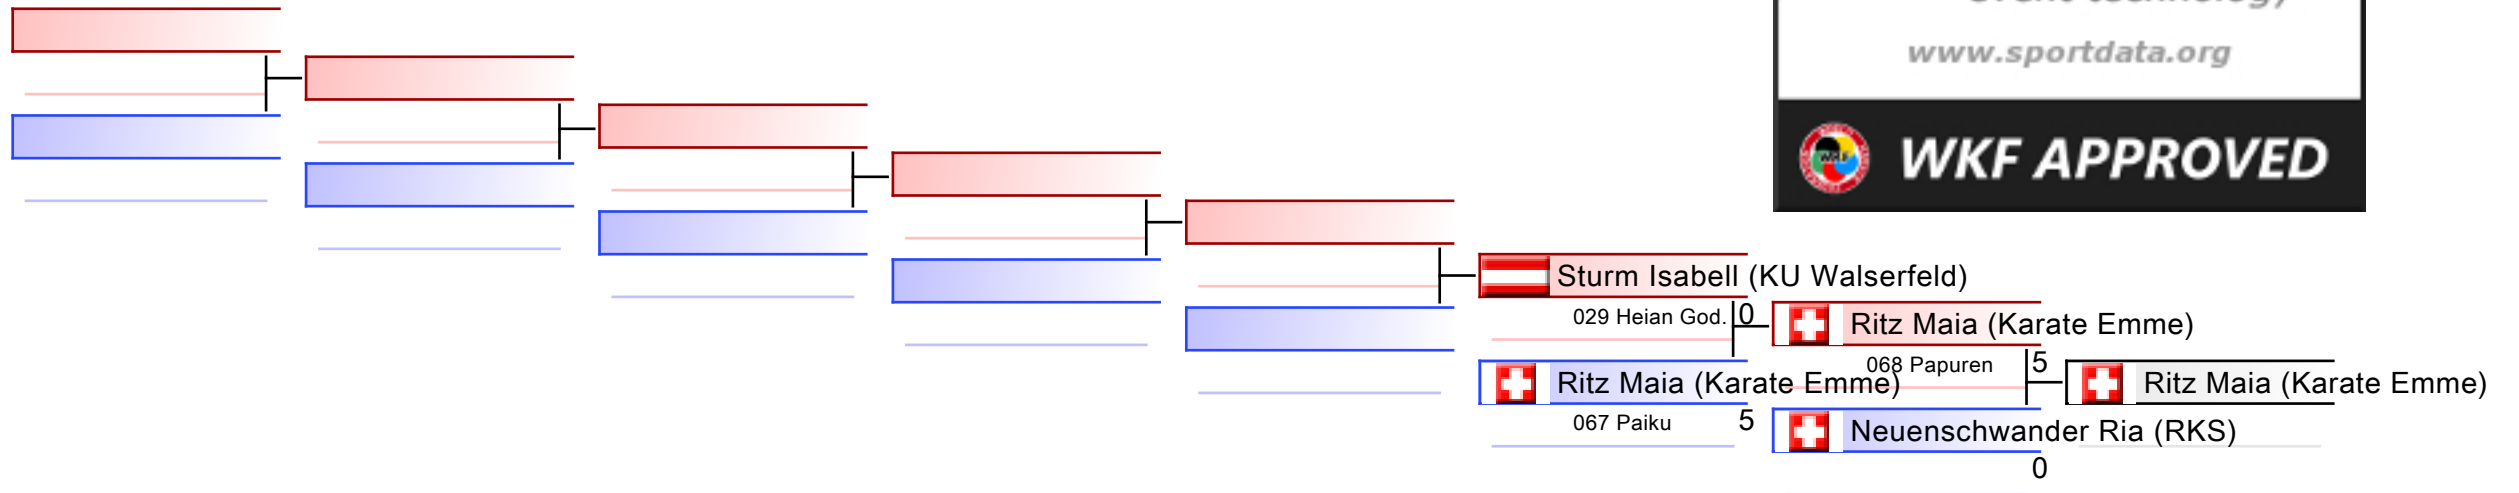 www.sportdata.org
WKF APPROVED
Sturm Isabell (KU Walserfeld)
029 Heian God.
0
Ritz Maia (Karate Emme)
067 Paiku
5
Ritz Maia (Karate Emme)
068 Papuren
5
Neuenschwander Ria (RKS)
0
Ritz Maia (Karate Emme)